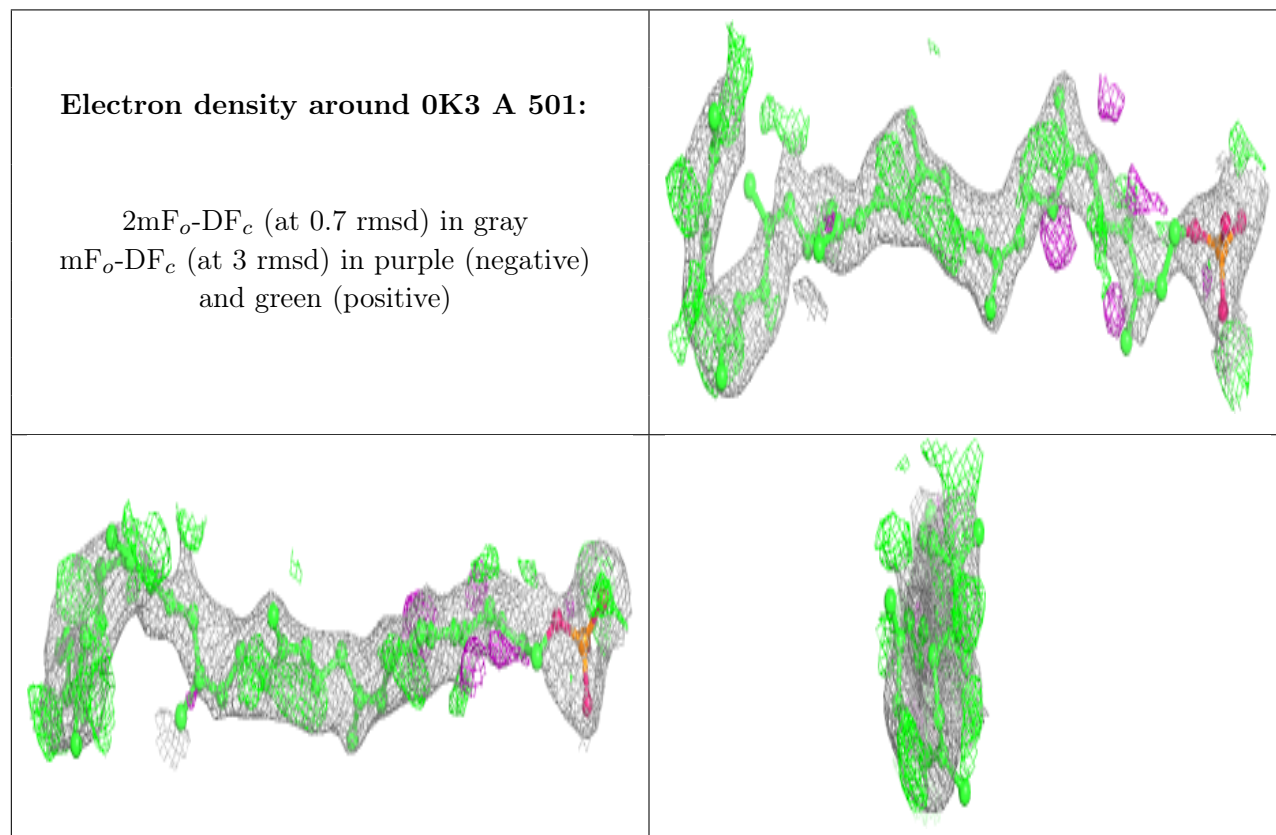 Electron density around 0K3 A 501:
2mFo-DFc (at 0.7 rmsd) in gray
mFo-DFc (at 3 rmsd) in purple (negative)
and green (positive)